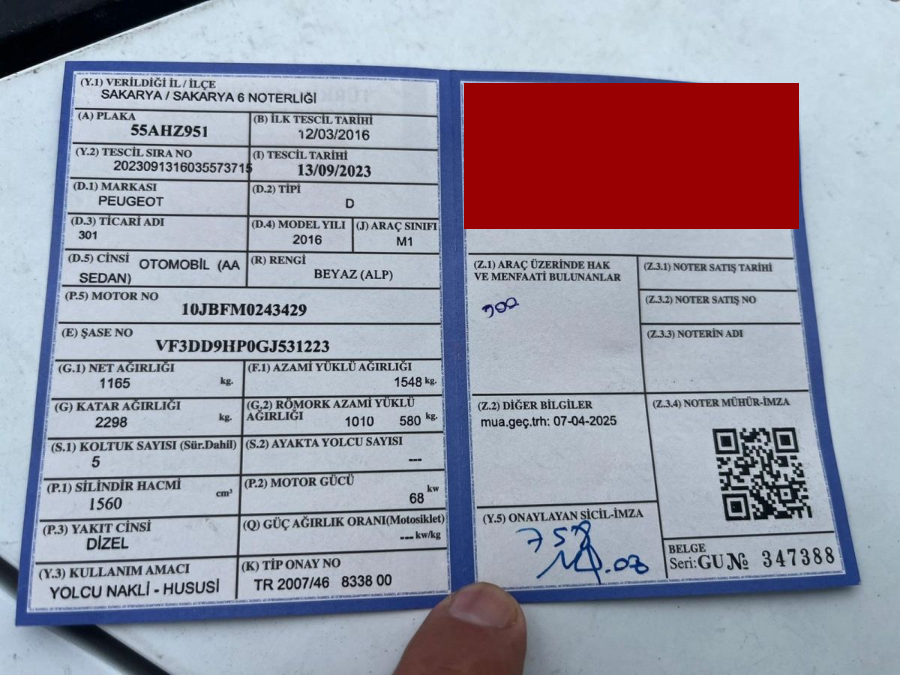 (Y.1) VERİLDİĞİ İL / İLÇE
SAKARYA / SAKARYA 6 NOTERLİĞİ
(A) PLAKA
55AHZ951
(B) İLK TESCİL TARİHİ
12/03/2016
(Y.2) TESCİL SIRA NO
2023091316035573715
(I) TESCİL TARİHİ
13/09/2023
(D.1) MARKASI
PEUGEOT
(D.2) TİPİ
D
(D.3) TİCARİ ADI
301
(D.4) MODEL YILI
2016
(J) ARAÇ SINIFI
M1
(D.5) CİNSİ OTOMOBİL (AA
SEDAN)
(R) RENGİ
BEYAZ (ALP)
(P.5) MOTOR NO
10JBFM0243429
(E) ŞASE NO
VF3DD9HP0GJ531223
(G.1) NET AĞIRLIĞI
1165 kg.
(F.1) AZAMİ YÜKLÜ AĞIRLIĞI
1548 kg.
(G) KATAR AĞIRLIĞI
2298 kg.
(G.2) RÖMORK AZAMİ YÜKLÜ
AĞIRLIĞI 1010 580 kg.
(S.1) KOLTUK SAYISI (Sür.Dahil)
5
(S.2) AYAKTA YOLCU SAYISI
---
(P.1) SİLİNDİR HACMİ
1560 cm³
(P.2) MOTOR GÜCÜ
68 kw
(P.3) YAKIT CİNSİ
DİZEL
(Q) GÜÇ AĞIRLIK ORANI(Motosiklet)
--- kw/kg
(Y.3) KULLANIM AMACI
YOLCU NAKLİ - HUSUSİ
(K) TİP ONAY NO
TR 2007/46 8338 00
(Z.1) ARAÇ ÜZERİNDE HAK
VE MENFAATİ BULUNANLAR
(Z.3.1) NOTER SATIŞ TARİHİ
(Z.3.2) NOTER SATIŞ NO
(Z.3.3) NOTERİN ADI
(Z.2) DİĞER BİLGİLER
mua.geç.trh: 07-04-2025
(Z.3.4) NOTER MÜHÜR-İMZA
(Y.5) ONAYLAYAN SİCİL-İMZA
BELGE
Seri:GU № 347388